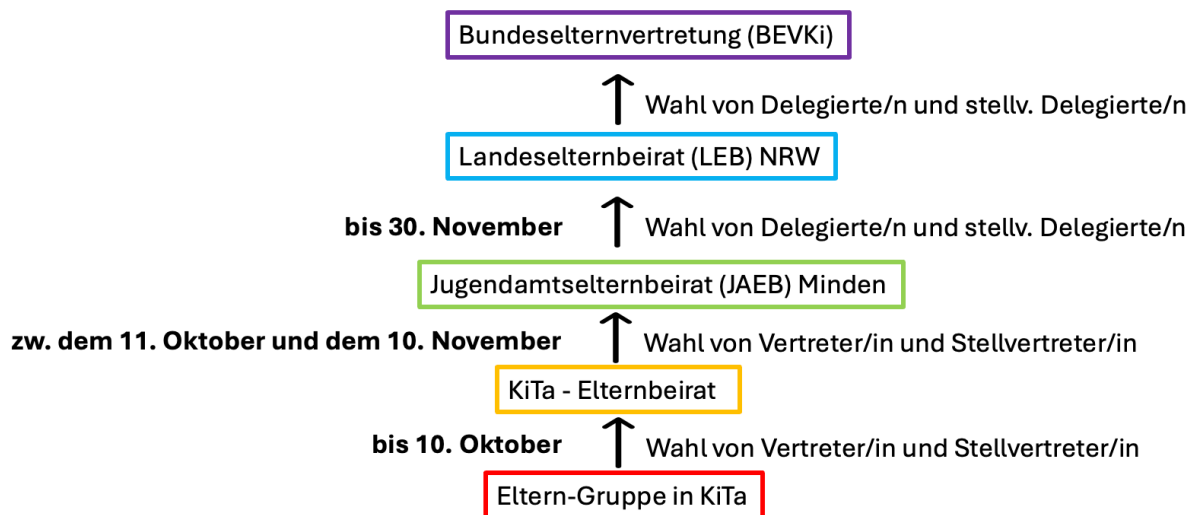 Bundeselternvertretung (BEVKi)
Wahl von Delegierte/n und stellv. Delegierte/n
Landeselternbeirat (LEB) NRW
bis 30. November
Wahl von Delegierte/n und stellv. Delegierte/n
Jugendamtselternbeirat (JAEB) Minden
zw. dem 11. Oktober und dem 10. November
Wahl von Vertreter/in und Stellvertreter/in
KiTa - Elternbeirat
bis 10. Oktober
Wahl von Vertreter/in und Stellvertreter/in
Eltern-Gruppe in KiTa